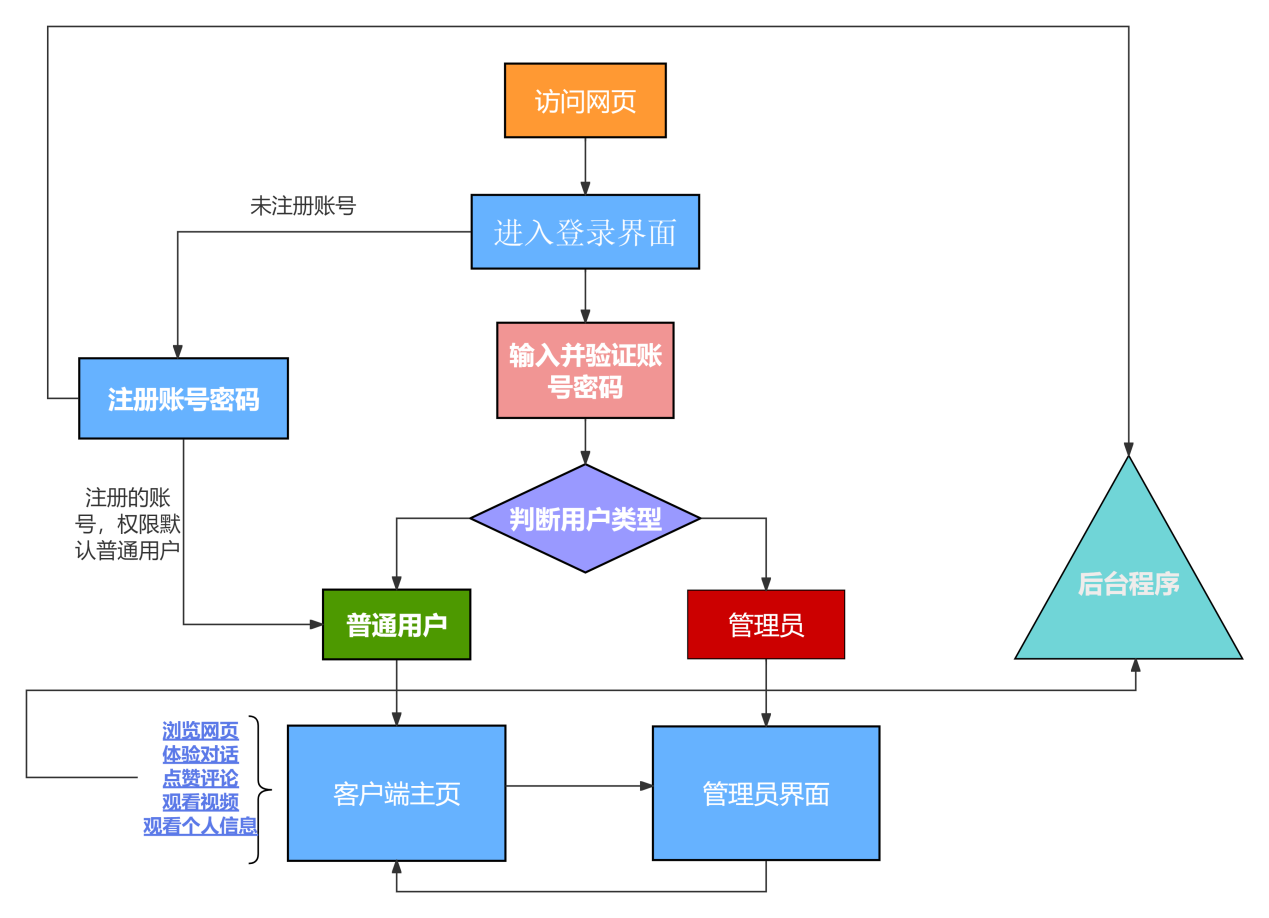 访问网页
未注册账号
进入登录界面
输入并验证账
号密码
注册账号密码
注册的账
号，权限默
认普通用户
判断用户类型
后台程序
普通用户
管理员
浏览网页
体验对话
点赞评论
观看视频
观看个人信息
客户端主页
管理员界面